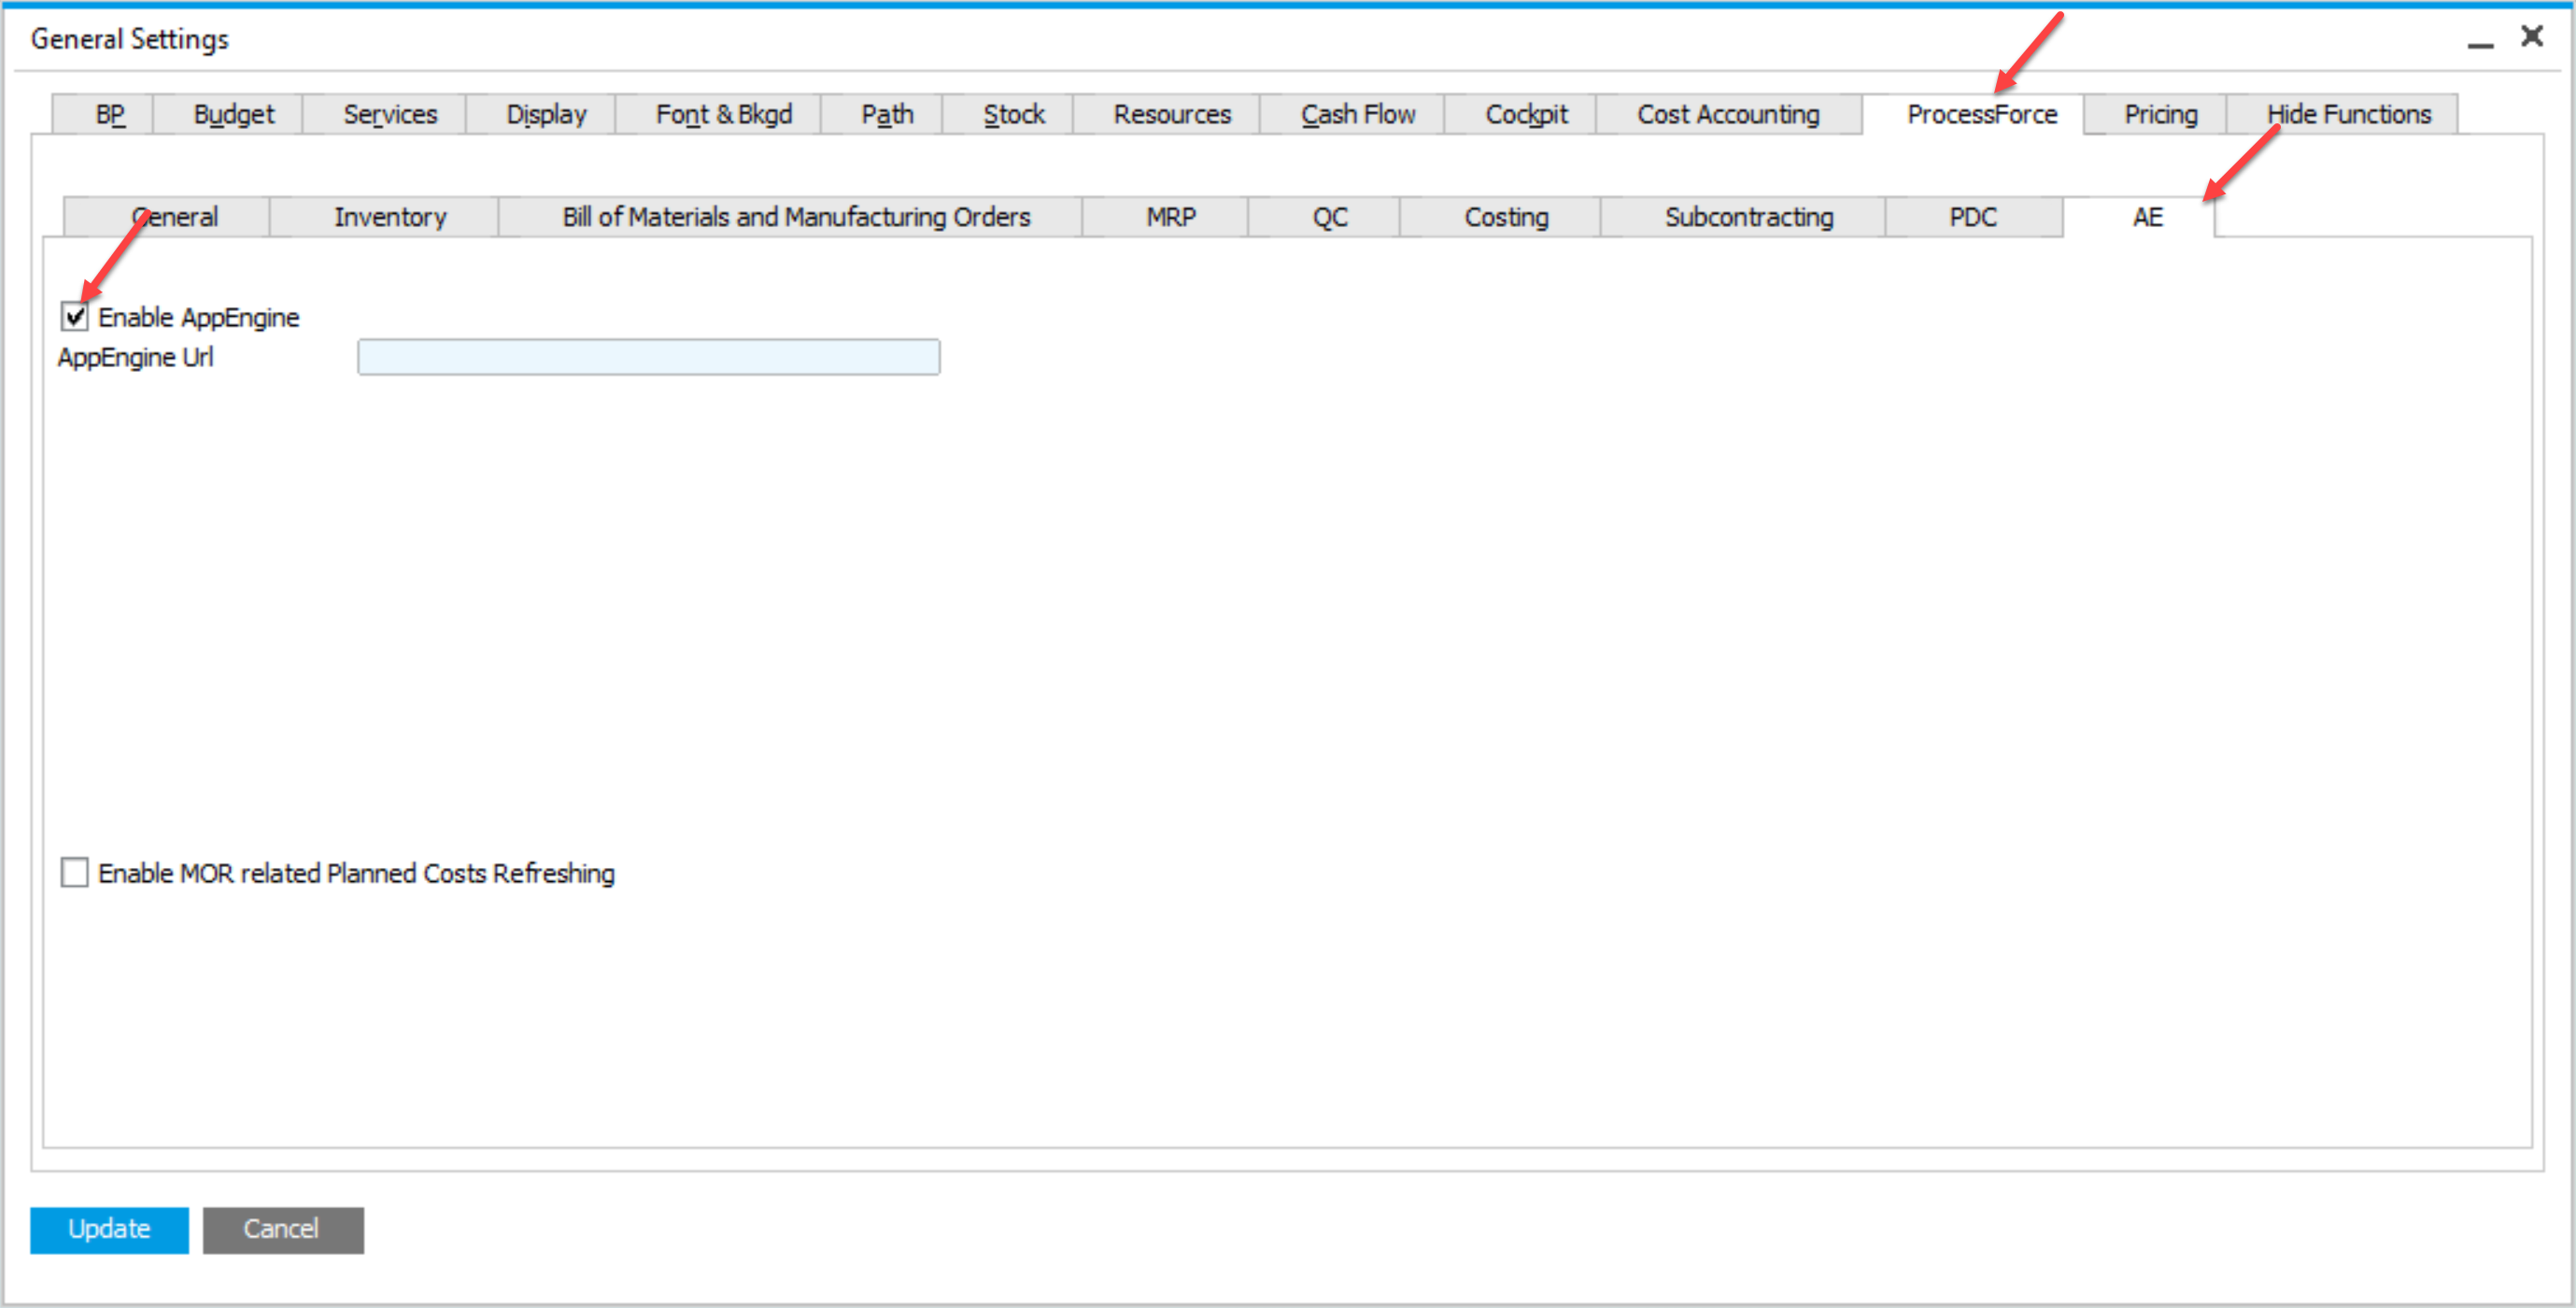 General Settings
BP Budget Services Display Font & Bkgd Path Stock Resources Cash Flow Cockpit Cost Accounting ProcessForce Pricing Hide Functions
General Inventory Bill of Materials and Manufacturing Orders MRP QC Costing Subcontracting PDC AE
Enable AppEngine
AppEngine Url
Enable MOR related Planned Costs Refreshing
Update Cancel